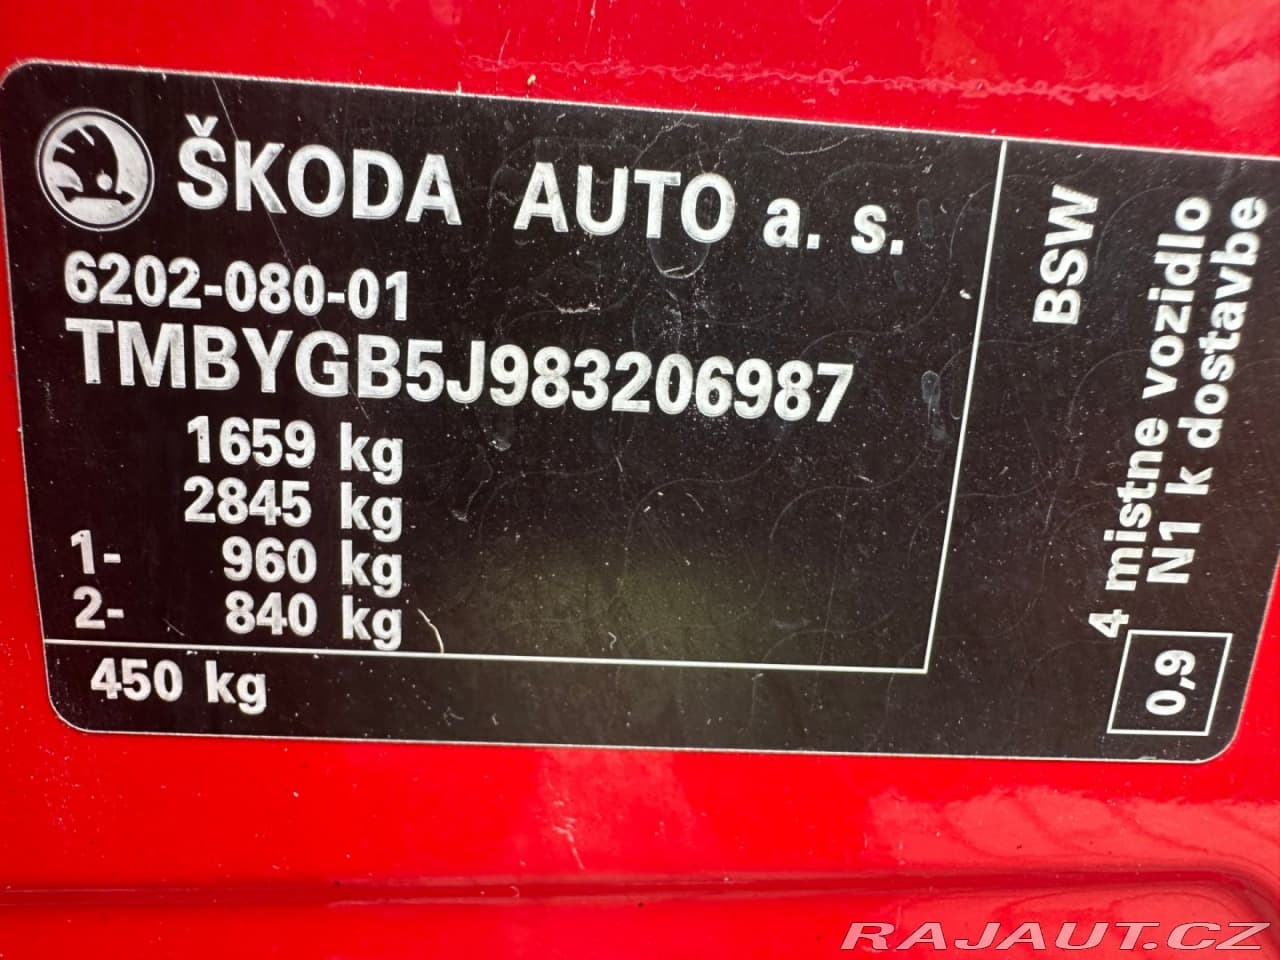 ŠKODA AUTO a. s.
6202-080-01
TMBYGB5J983206987
1659 kg
2845 kg
1- 960 kg
2- 840 kg
450 kg
BSW
4 mistne vozidlo
N1 k dostavbe
0,9
RAJAUT.CZ